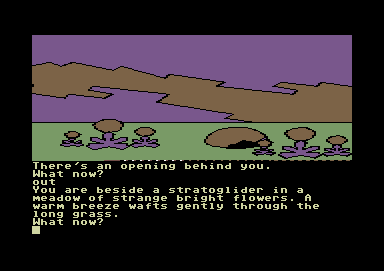 There's an opening behind you.
What now?
out
You are beside a stratoglider in a
meadow of strange bright flowers. A
warm breeze wafts gently through the
long grass.
What now?